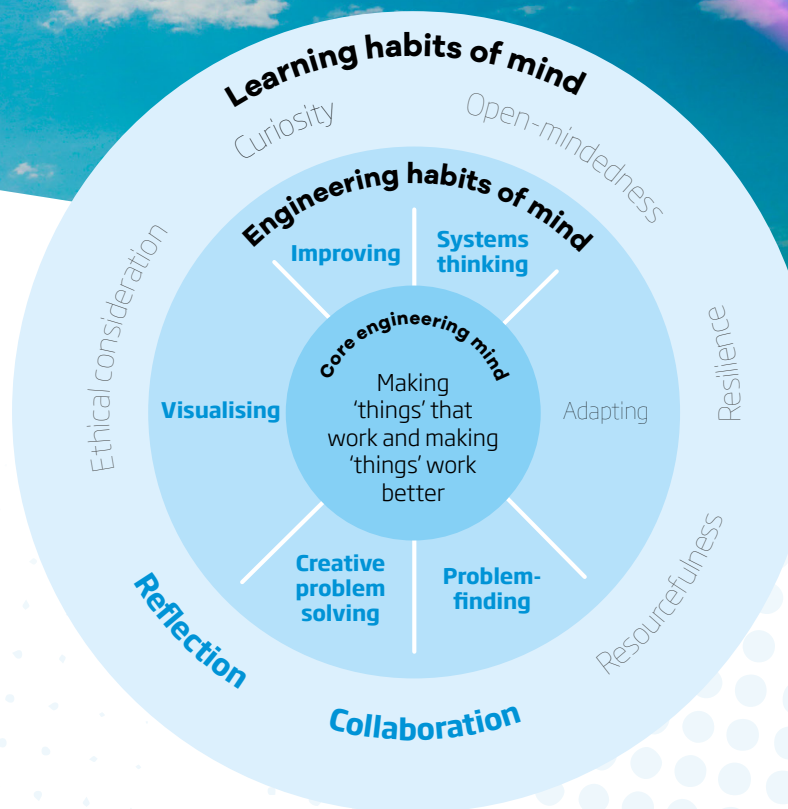 Learning habits of mind
Curiosity
Open-mindedness
Engineering habits of mind
Improving
Systems
thinking
Ethical consideration
Core engineering mind
Making
‘things’ that
work and making
‘things’ work
better
Visualising
Adapting
Resilience
Creative
problem
solving
Problem-
finding
Resourcefulness
Reflection
Collaboration